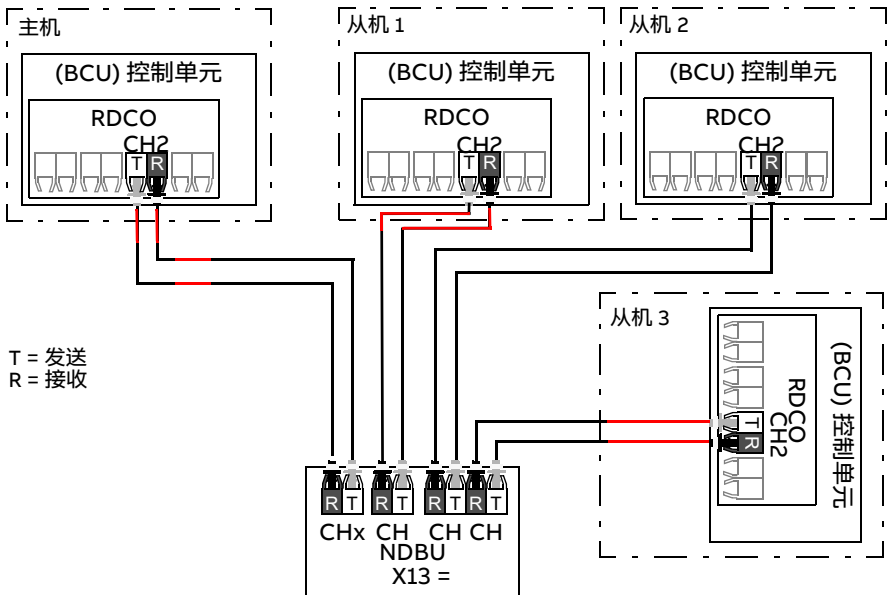 主机
(BCU) 控制单元
RDCO
CH2
T R
从机 1
(BCU) 控制单元
RDCO
CH2
T R
从机 2
(BCU) 控制单元
RDCO
CH2
T R
从机 3
(BCU) 控制单元
RDCO
CH2
T R
T = 发送
R = 接收
R T R T R T R T
CHx CH CH CH
NDBU
X13 =